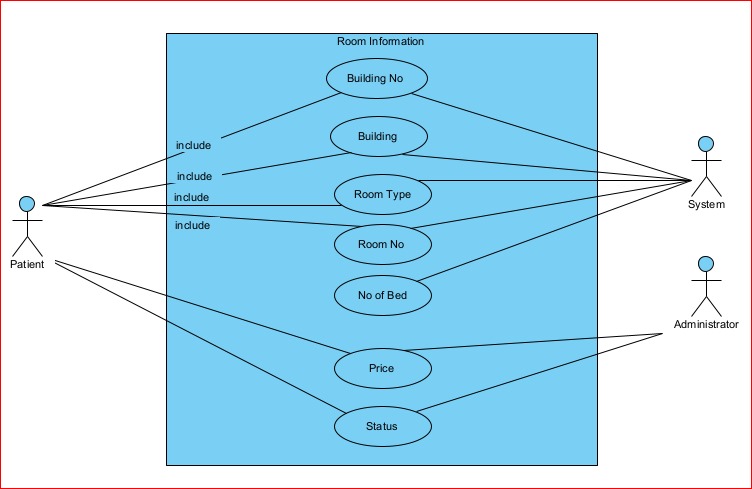 Room Information
Building No
Building
include
include
Room Type
include
System
include
Room No
Patient
No of Bed
Administrator
Price
Status